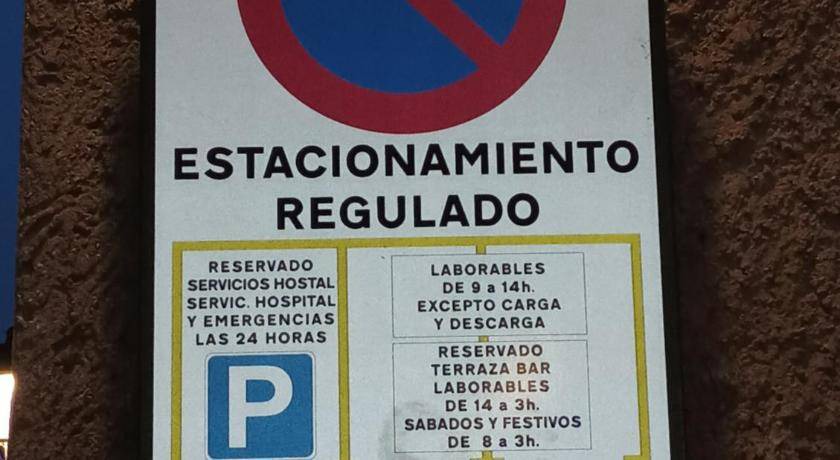 ESTACIONAMIENTO
REGULADO
RESERVADO
SERVICIOS HOSTAL
SERVIC. HOSPITAL
Y EMERGENCIAS
LAS 24 HORAS
P
LABORABLES
DE 9 a 14h.
EXCEPTO CARGA
Y DESCARGA
RESERVADO
TERRAZA BAR
LABORABLES
DE 14 a 3h.
SABADOS Y FESTIVOS
DE 8 a 3h.